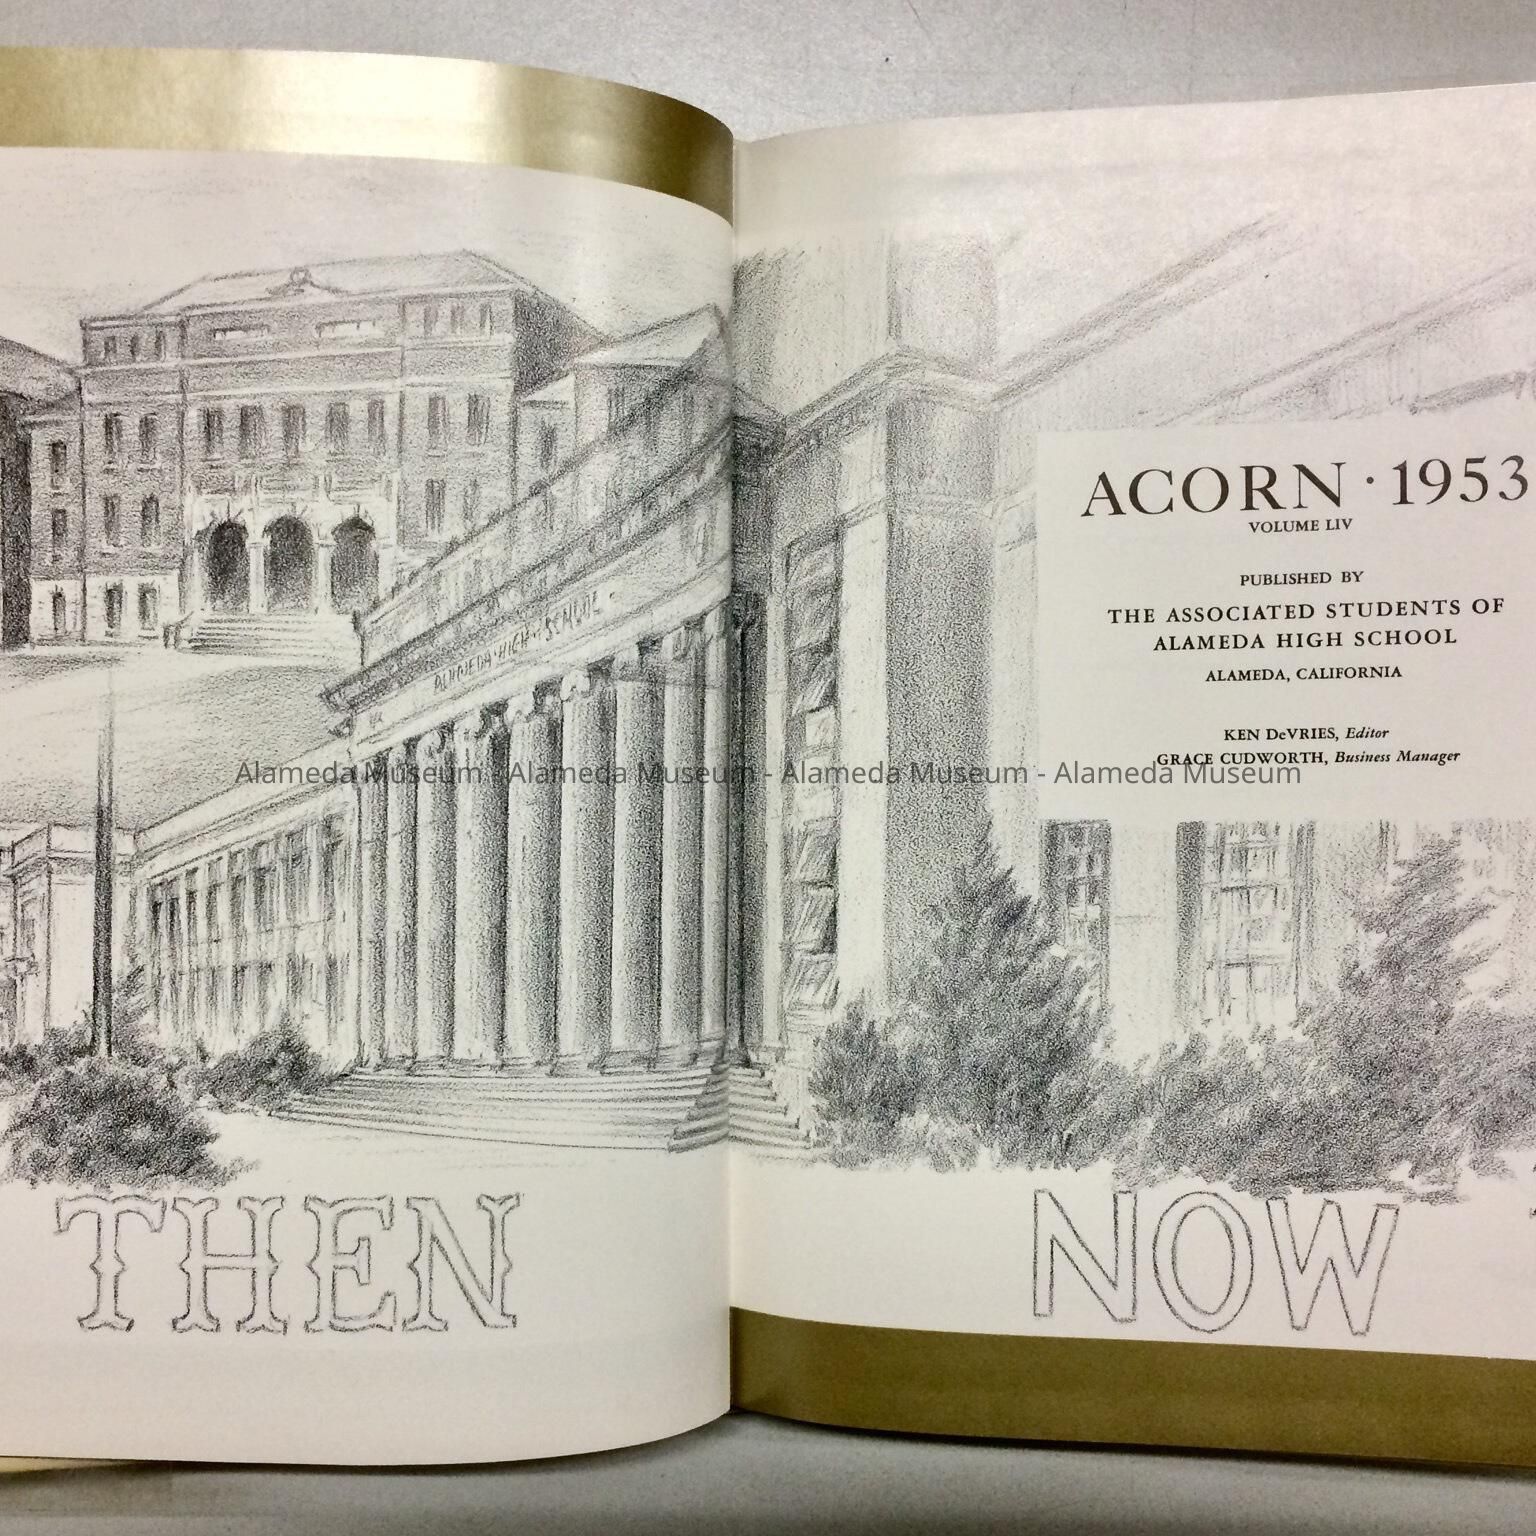 ALAMEDA·HIGH·SCHOOL·
ACORN · 1953
VOLUME LIV
PUBLISHED BY
THE ASSOCIATED STUDENTS OF
ALAMEDA HIGH SCHOOL
ALAMEDA, CALIFORNIA
KEN DeVRIES, Editor
GRACE CUDWORTH, Business Manager
Alameda Museum - Alameda Museum - Alameda Museum - Alameda Museum
THEN
NOW